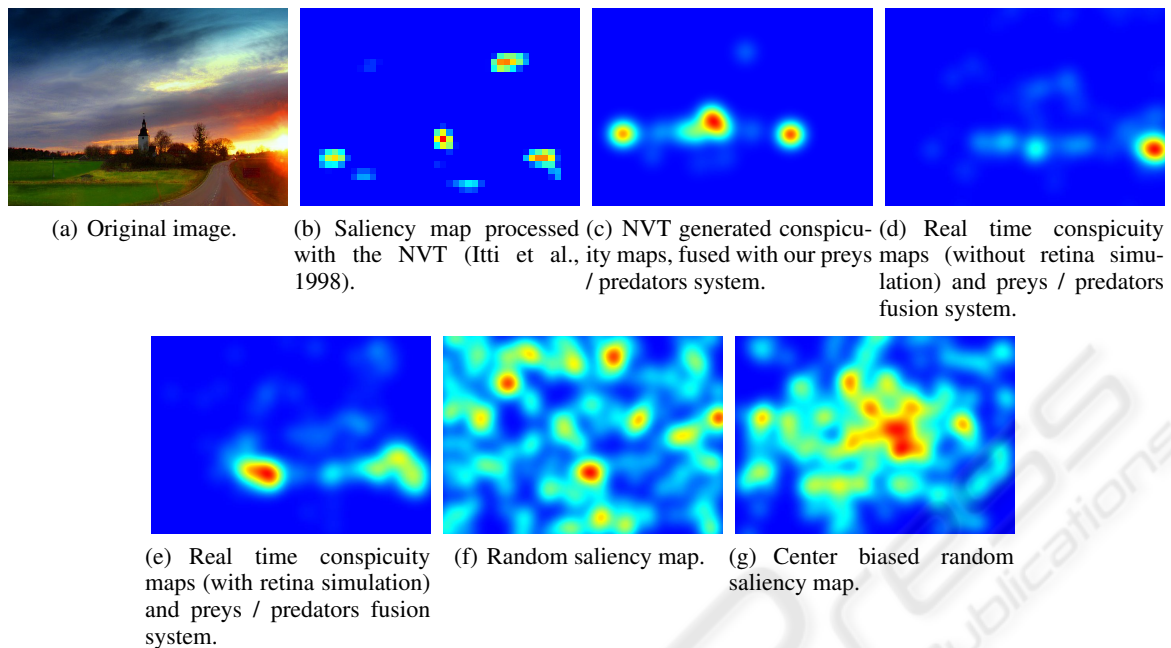 (a) Original image.
(b) Saliency map processed
with the NVT (Itti et al.,
1998).
(c) NVT generated conspicu-
ity maps, fused with our preys
/ predators system.
(d) Real time conspicuity
maps (without retina simu-
lation) and preys / predators
fusion system.
(e) Real time conspicuity
maps (with retina simulation)
and preys / predators fusion
system.
(f) Random saliency map.
(g) Center biased random
saliency map.
Press
Publications